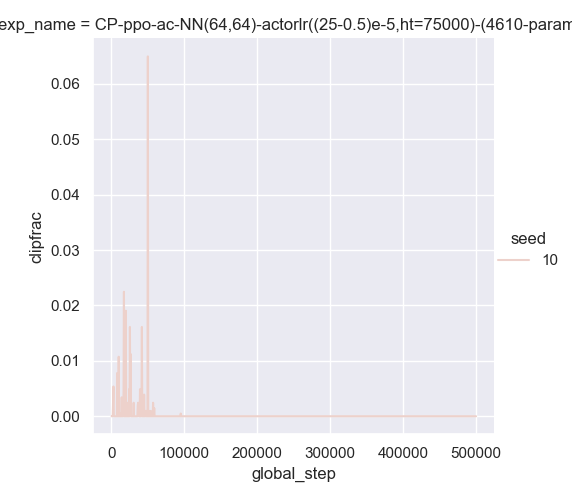 exp_name = CP-ppo-ac-NN(64,64)-actorlr((25-0.5)e-5,ht=75000)-(4610-param
0.06
0.05
0.04
0.03
0.02
0.01
0.00
clipfrac
0 100000 200000 300000 400000 500000
global_step
seed
10